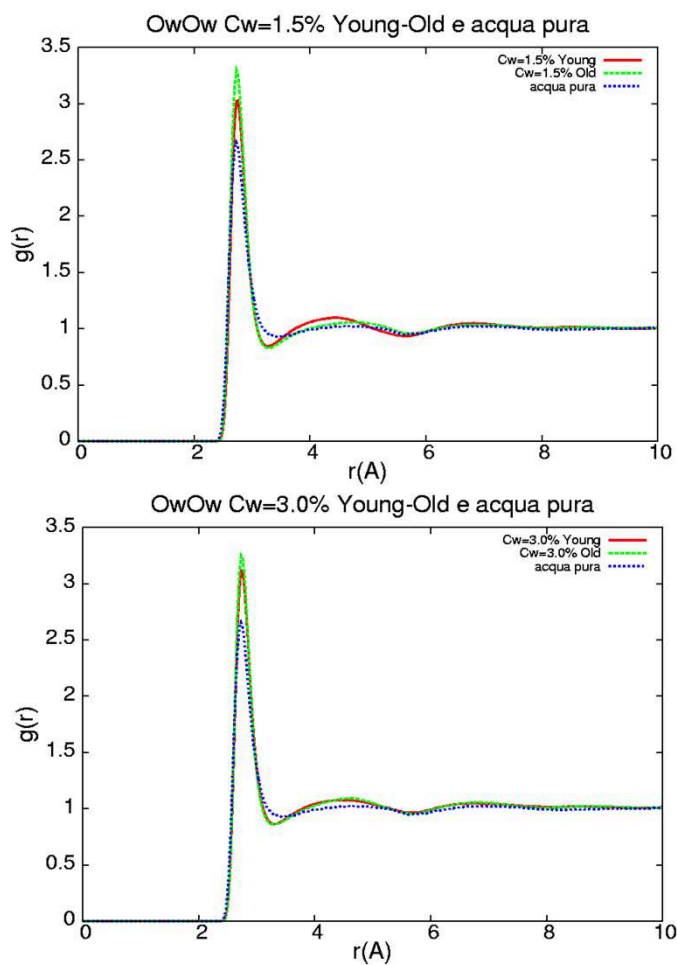 OwOw Cw=1.5% Young-Old e acqua pura
Cw=1.5% Young
Cw=1.5% Old
acqua pura
3.5
3
2.5
2
1.5
1
0.5
0
g(r)
0 2 4 6 8 10
r(A)
OwOw Cw=3.0% Young-Old e acqua pura
Cw=3.0% Young
Cw=3.0% Old
acqua pura
3.5
3
2.5
2
1.5
1
0.5
0
g(r)
0 2 4 6 8 10
r(A)